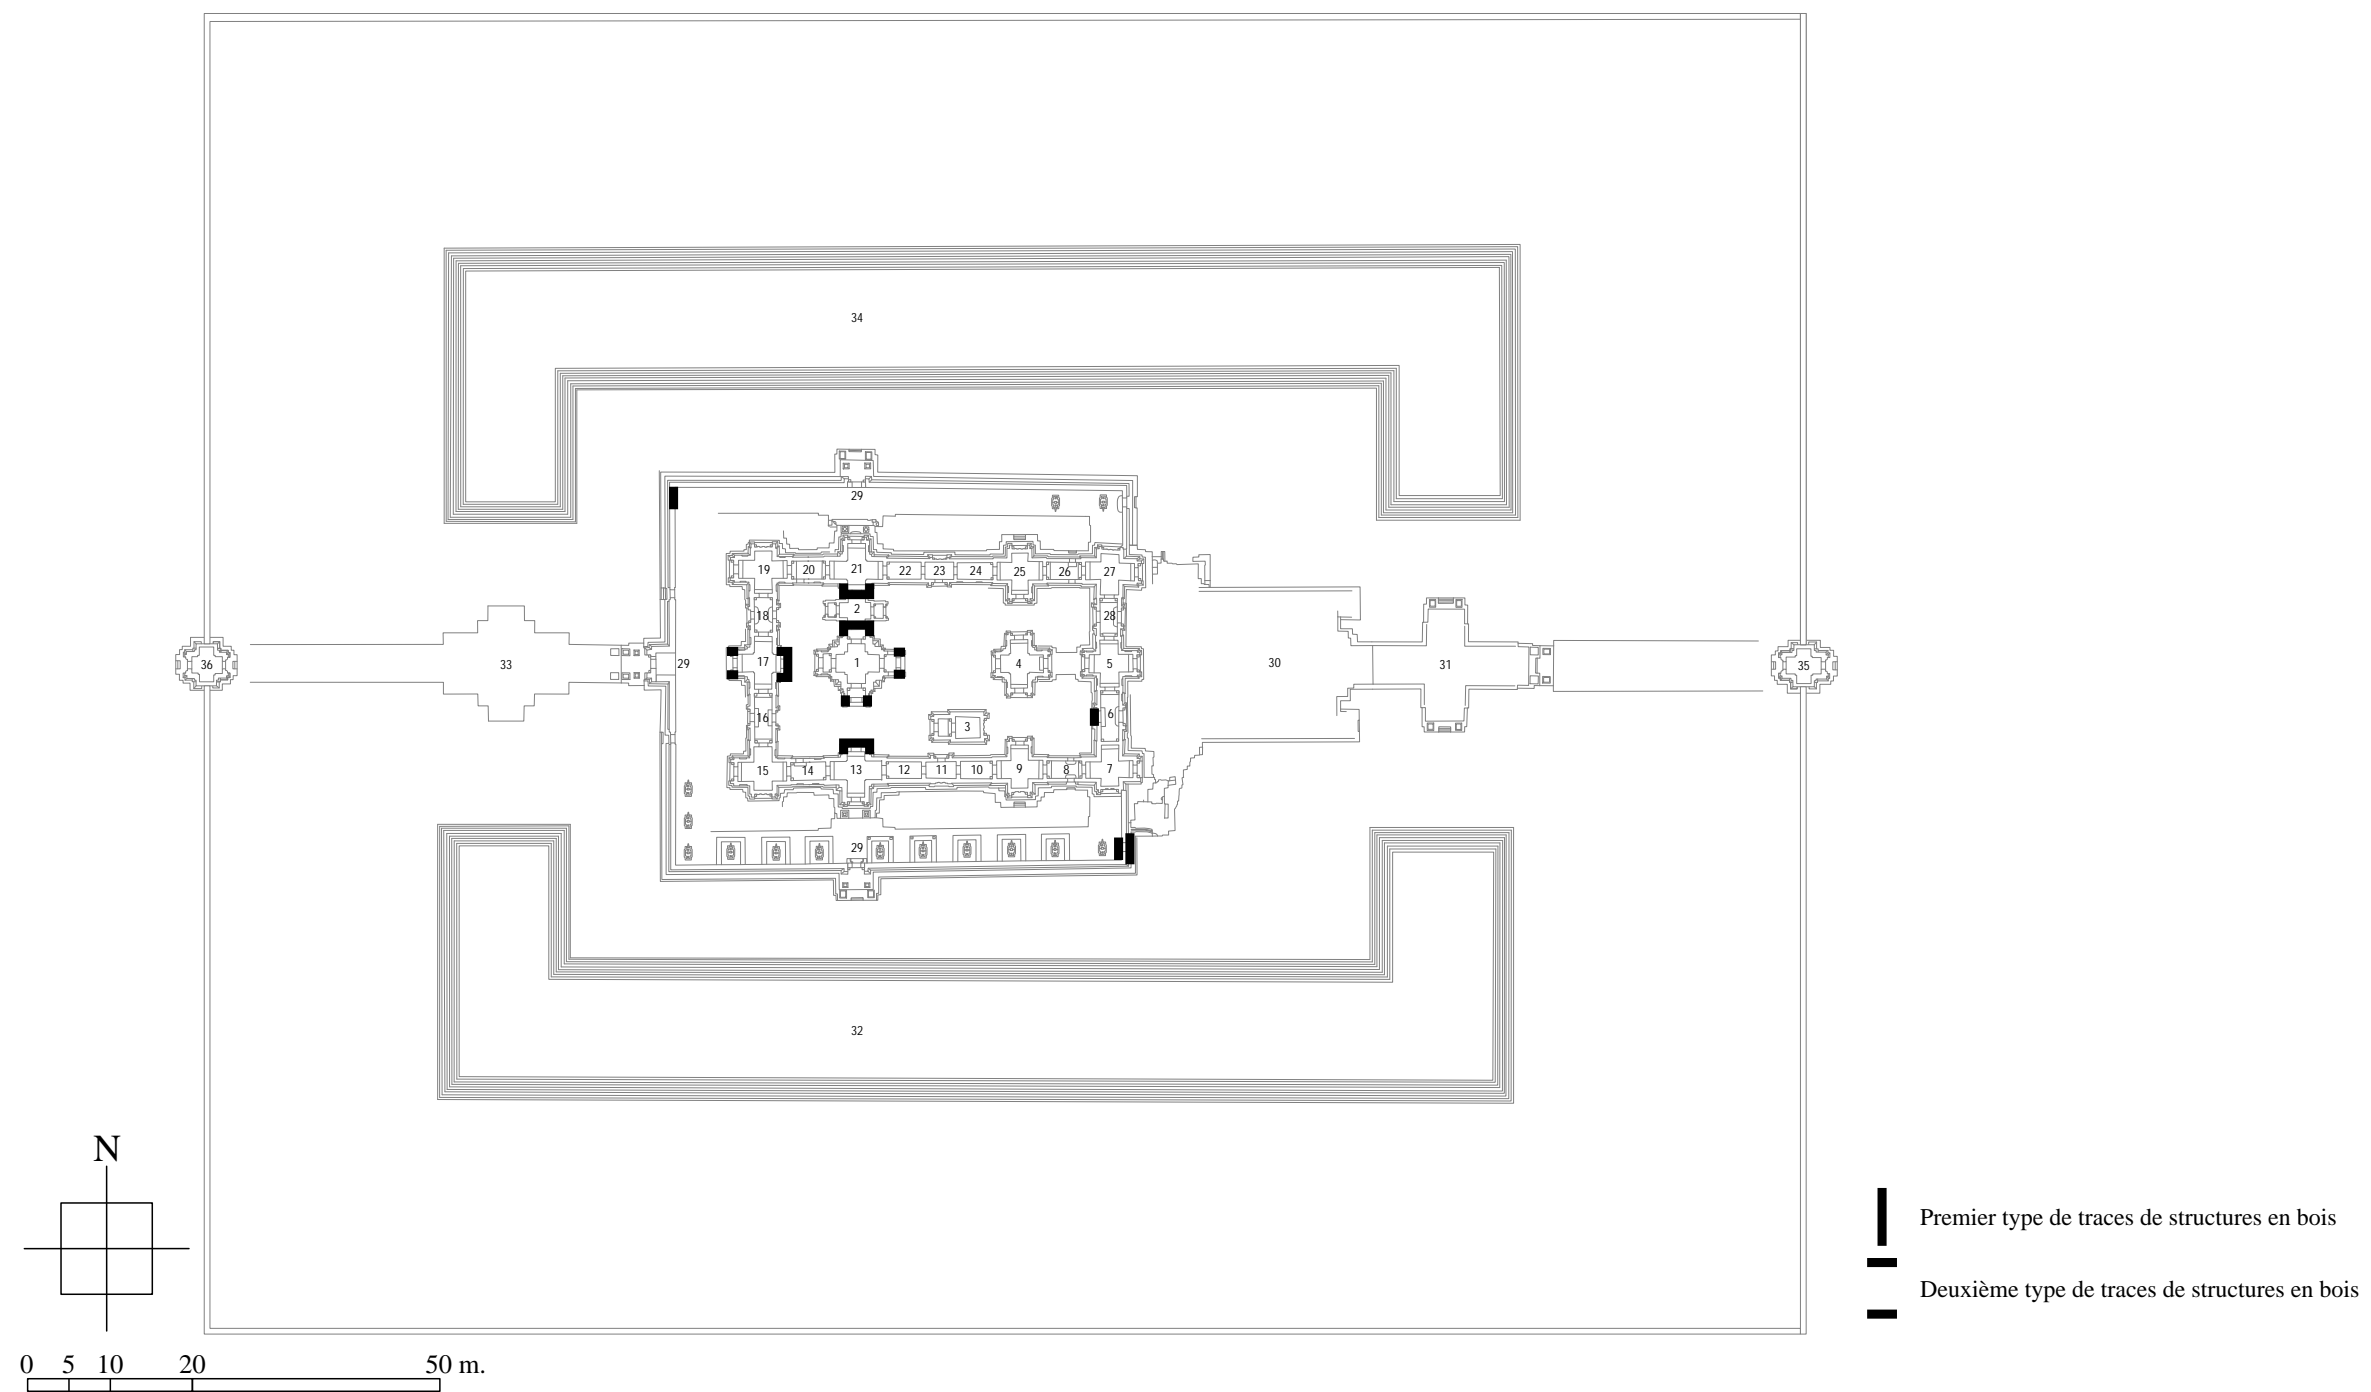 34
29
19 20 21 22 23 24 25 26 27
2
18 28
36 33 29 17 1 4 5 30 31 35
16 6
3
15 14 13 12 11 10 9 8 7
29
32
N
Premier type de traces de structures en bois
Deuxième type de traces de structures en bois
0 5 10 20 50 m.